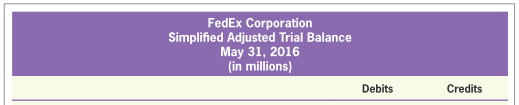 FedEx Corporation
Simplified Adjusted Trial Balance
May 31, 2016
(in millions)
Debits Credits